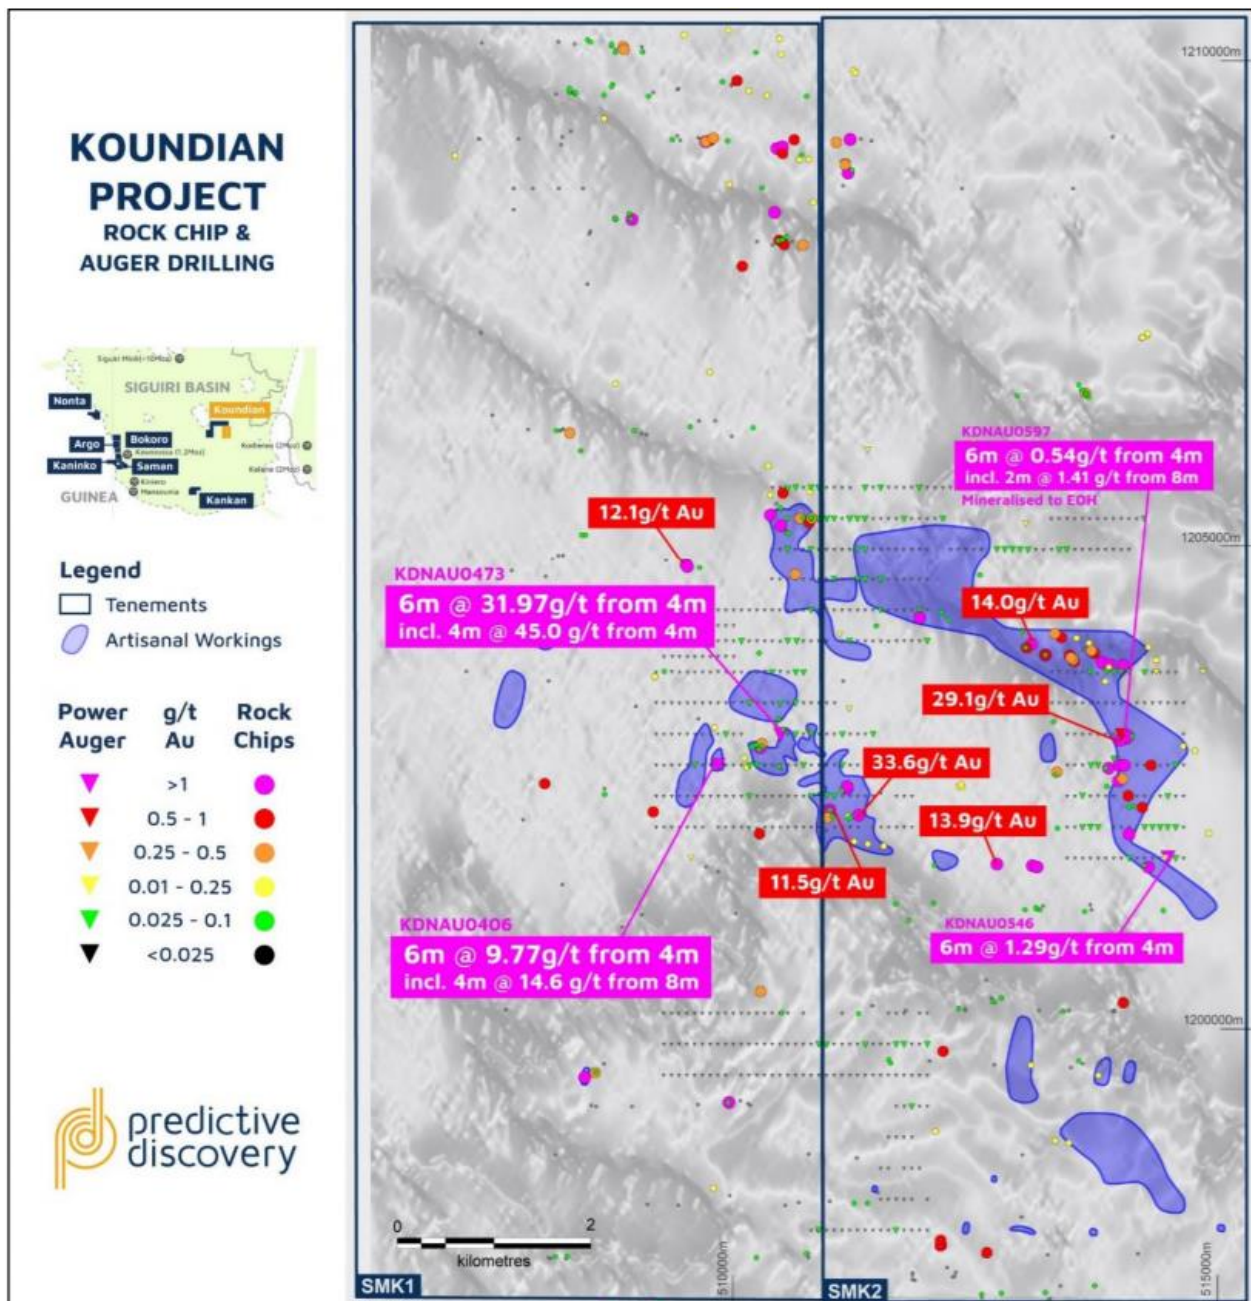 KOUNDIAN
PROJECT
ROCK CHIP &
AUGER DRILLING
SIGUIRI BASIN
Nonta
Koundian
Argo
Bokoro
Kaninko
Saman
Kiniero
Mansounia
GUINEA
Kankan
Legend
Tenements
Artisanal Workings
Power Auger
g/t Au
Rock Chips
>1
0.5 - 1
0.25 - 0.5
0.01 - 0.25
0.025 - 0.1
<0.025
predictive
discovery
1210000m
KDNAU0597
6m @ 0.54g/t from 4m
incl. 2m @ 1.41 g/t from 8m
Mineralised to EOH
12.1g/t Au
1205000m
KDNAU0473
6m @ 31.97g/t from 4m
incl. 4m @ 45.0 g/t from 4m
14.0g/t Au
29.1g/t Au
33.6g/t Au
13.9g/t Au
11.5g/t Au
KDNAU0406
6m @ 9.77g/t from 4m
incl. 4m @ 14.6 g/t from 8m
KDNAU0546
6m @ 1.29g/t from 4m
1200000m
0
2
kilometres
510000m
515000m
SMK1
SMK2